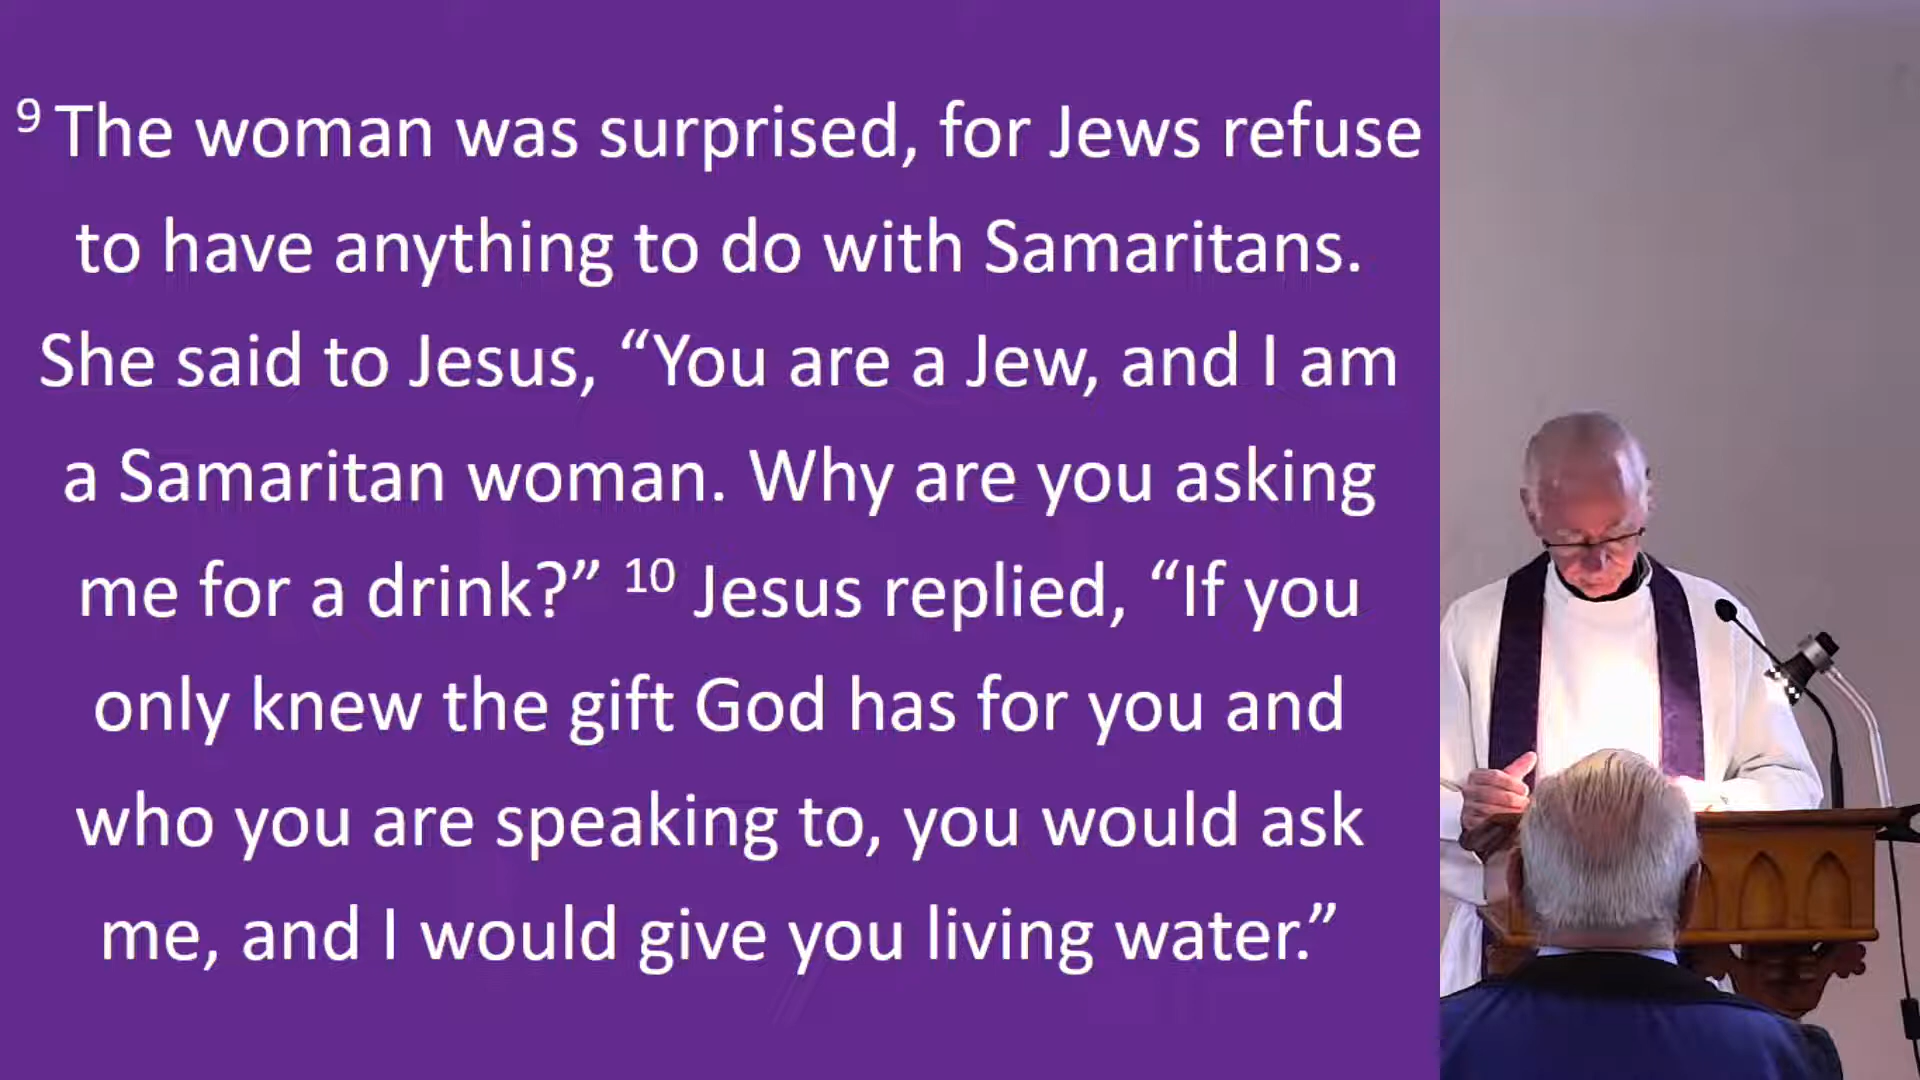 9 The woman was surprised, for Jews refuse
to have anything to do with Samaritans.
She said to Jesus, “You are a Jew, and I am
a Samaritan woman. Why are you asking
me for a drink?” 10 Jesus replied, “If you
only knew the gift God has for you and
who you are speaking to, you would ask
me, and I would give you living water.”